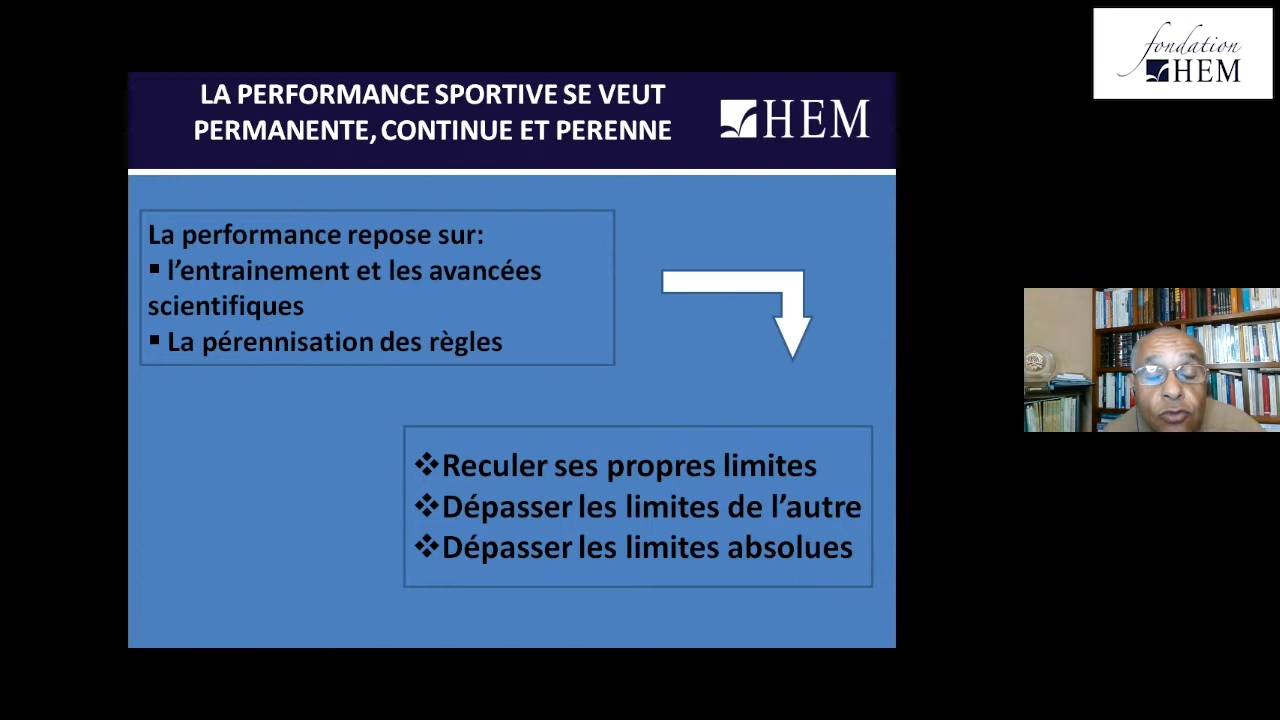 fondation
HEM
LA PERFORMANCE SPORTIVE SE VEUT
PERMANENTE, CONTINUE ET PERENNE
HEM
La performance repose sur:
▪ l’entrainement et les avancées
scientifiques
▪ La pérennisation des règles
❖Reculer ses propres limites
❖Dépasser les limites de l’autre
❖Dépasser les limites absolues